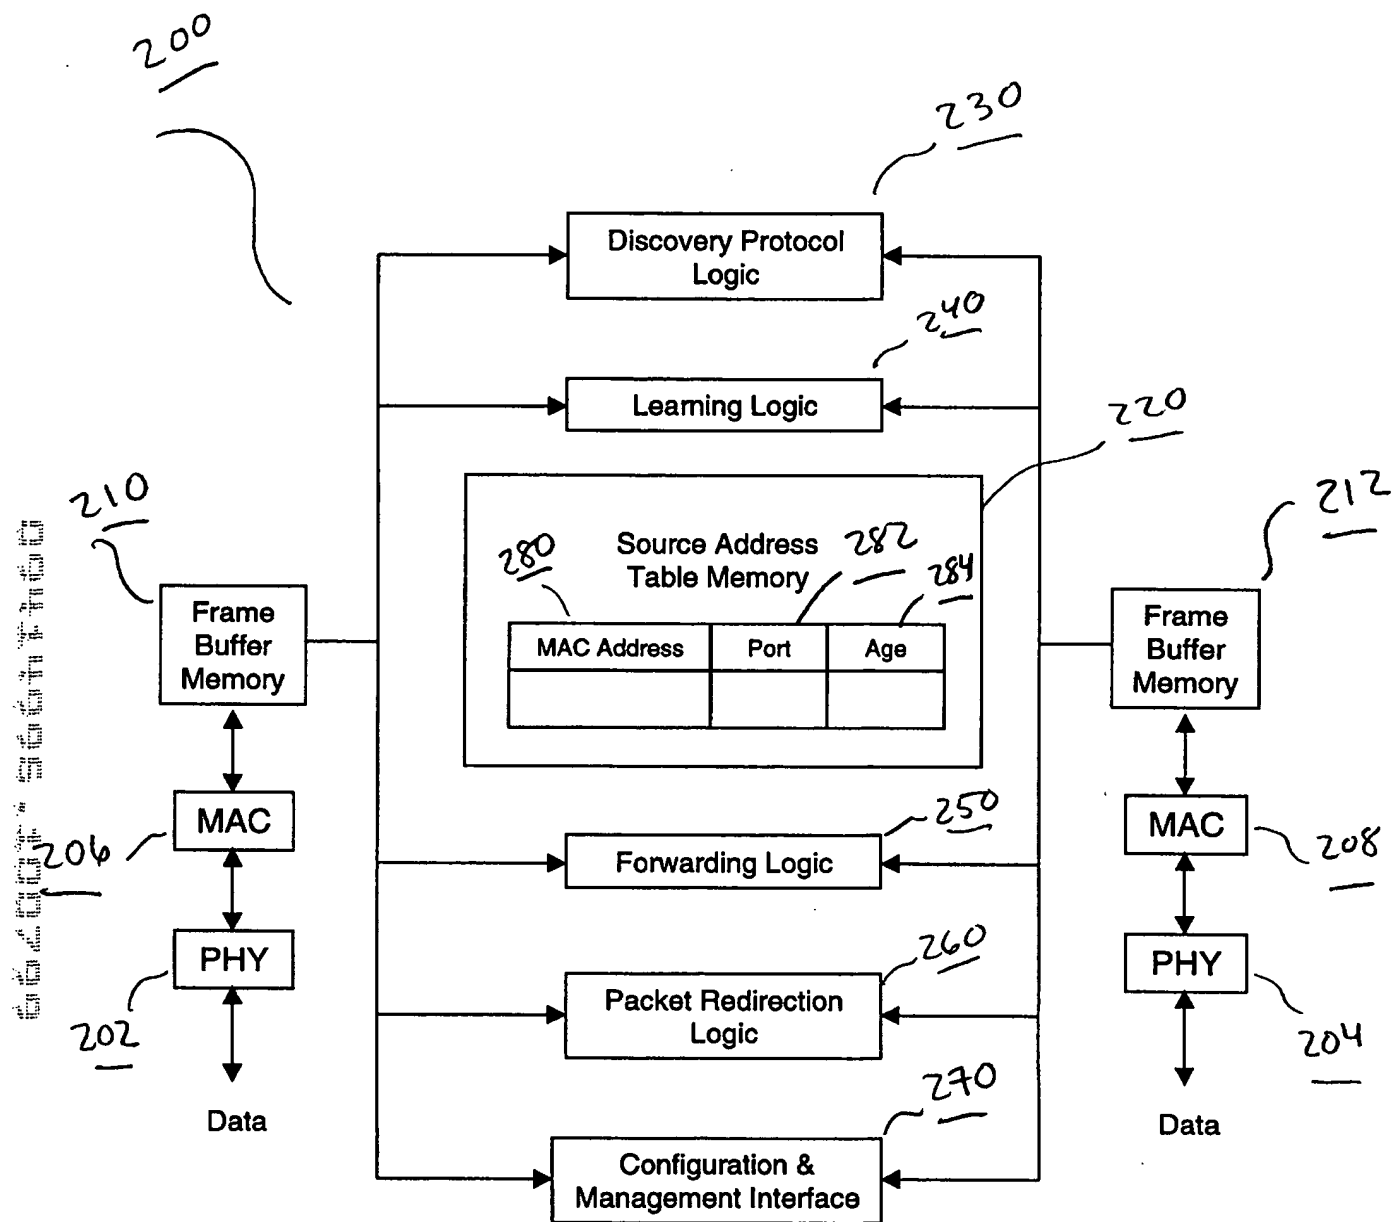 200
230
Discovery Protocol
Logic
240
Learning Logic
220
210
212
Source Address
Table Memory
280
282
284
MAC Address Port Age
Frame
Buffer
Memory
Frame
Buffer
Memory
MAC
206
MAC
208
250
Forwarding Logic
PHY
202
PHY
204
260
Packet Redirection
Logic
Data
Data
270
Configuration &
Management Interface